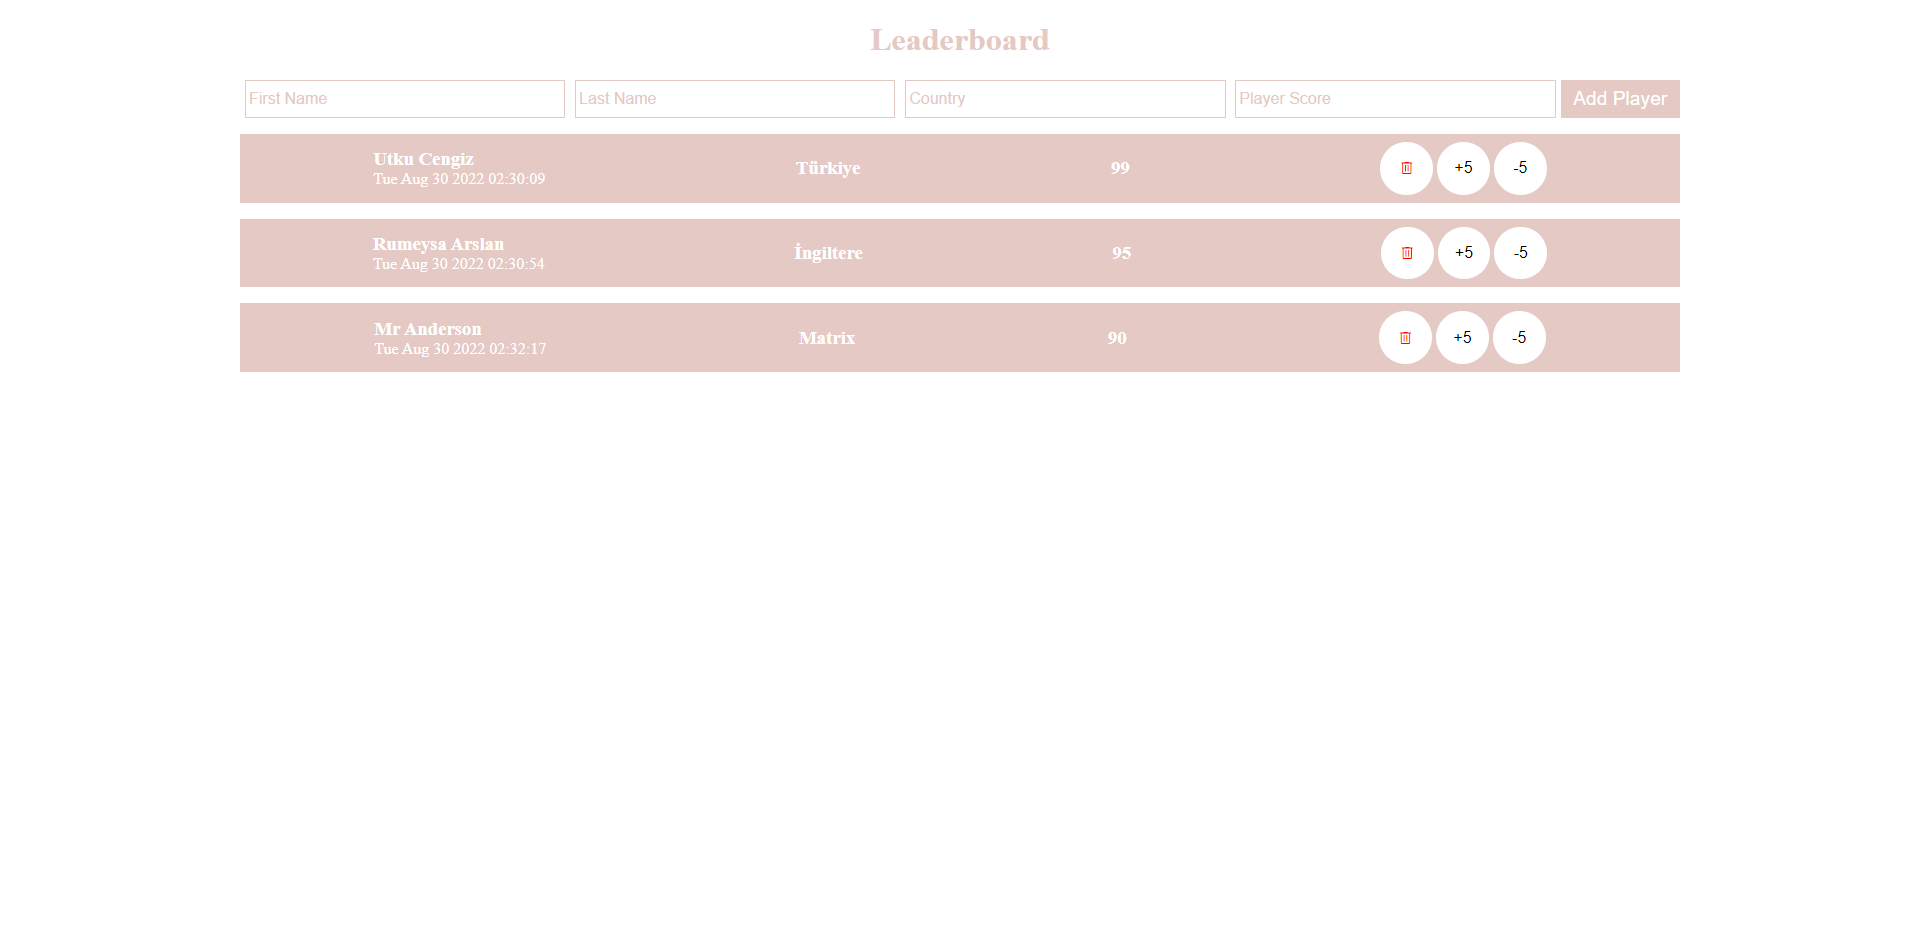 Leaderboard
First Name Last Name Country Player Score Add Player
Utku Cengiz
Tue Aug 30 2022 02:30:09
Türkiye 99 +5 -5
Rumeysa Arslan
Tue Aug 30 2022 02:30:54
İngiltere 95 +5 -5
Mr Anderson
Tue Aug 30 2022 02:32:17
Matrix 90 +5 -5